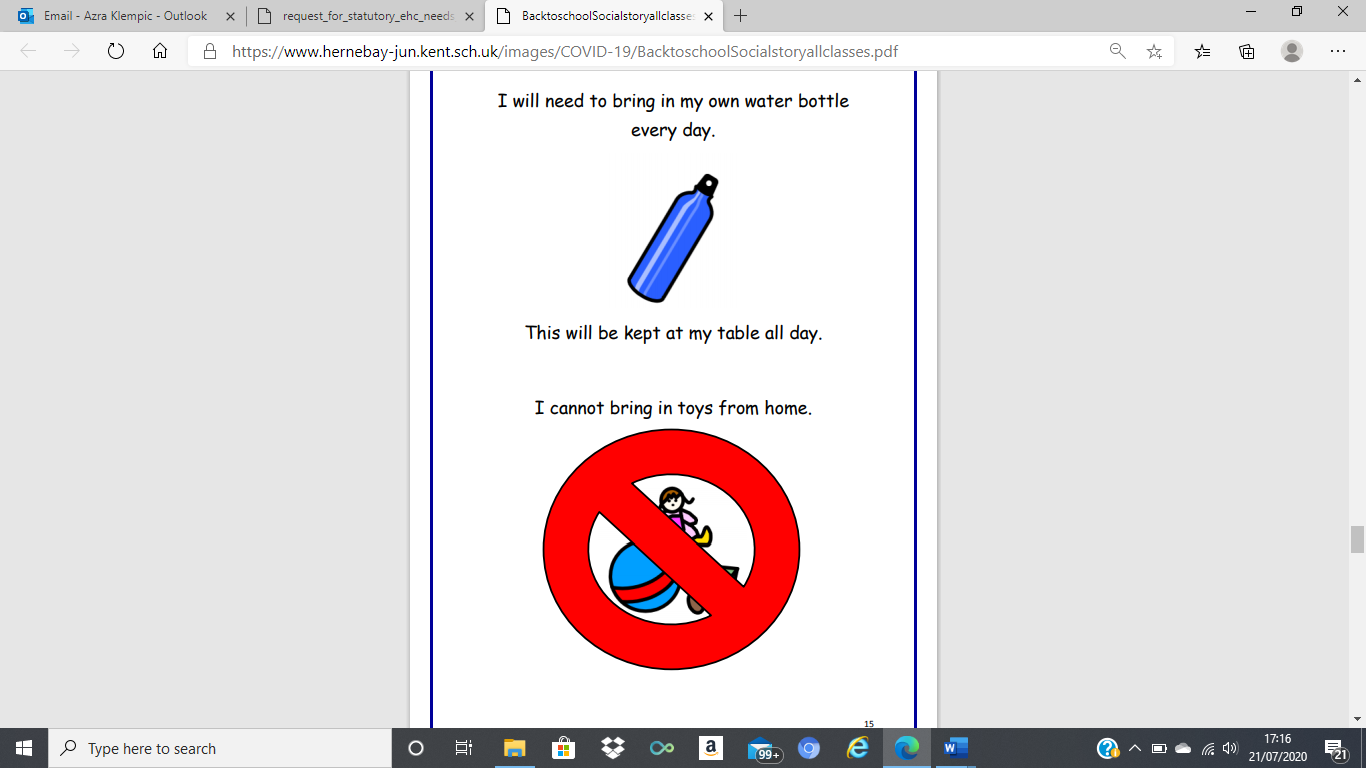 Email - Azra Klempic - Outlook
request_for_statutory_ehc_needs
BacktoschoolSocialstoryallclasses
https://www.hernebay-jun.kent.sch.uk/images/COVID-19/BacktoschoolSocialstoryallclasses.pdf
I will need to bring in my own water bottle
every day.
This will be kept at my table all day.
I cannot bring in toys from home.
15
Type here to search
a
99+
17:16
21/07/2020
21